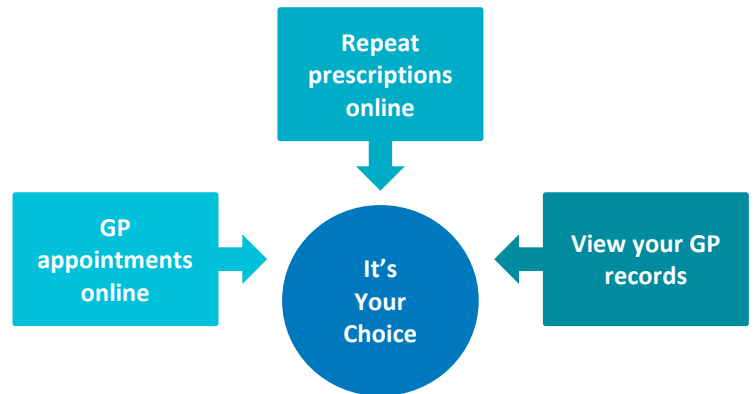 Repeat
prescriptions
online
GP
appointments
online
It’s
Your
Choice
View your GP
records